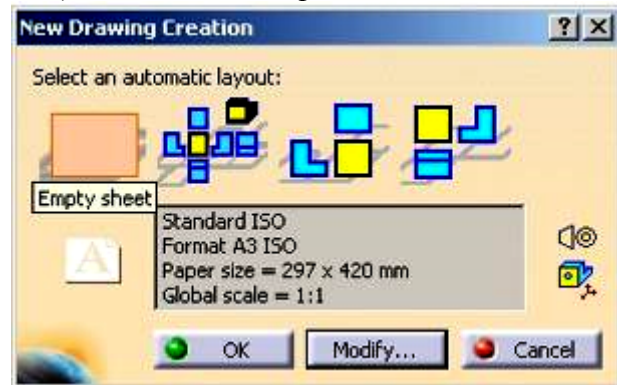 New Drawing Creation
Select an automatic layout:
Empty sheet
Standard ISO
Format A3 ISO
Paper size = 297 x 420 mm
Global scale = 1:1
A
OK Modify... Cancel